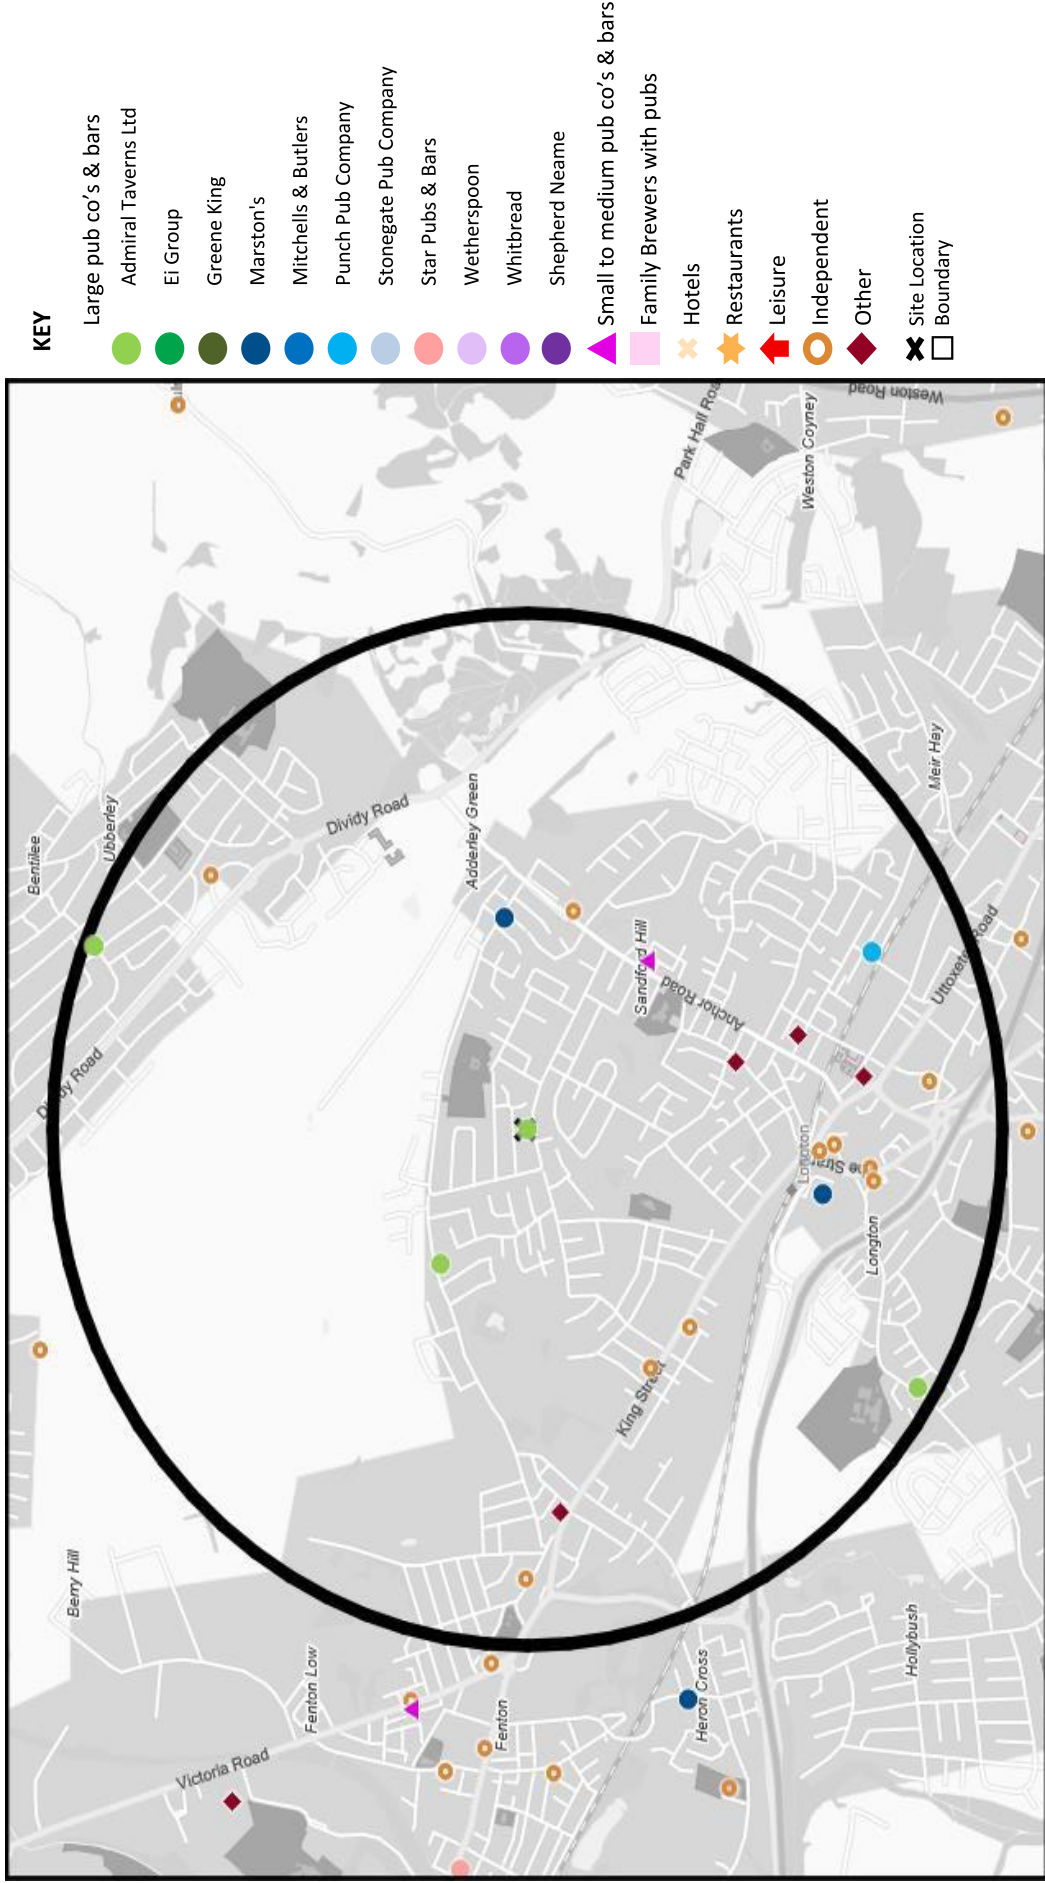 KEY
Large pub co's & bars
Admiral Taverns Ltd
Ei Group
Greene King
Marston's
Mitchells & Butlers
Punch Pub Company
Stonegate Pub Company
Star Pubs & Bars
Wetherspoon
Whitbread
Shepherd Neame
Small to medium pub co's & bars
Family Brewers with pubs
Hotels
Restaurants
Leisure
Independent
Other
Site Location
Boundary
Bentilee
Ubberley
Dividy Road
Dividy Road
Adderley Green
Park Hall Roa
Weston Coyney
Weston Road
Sandford Hill
Anchor Road
Meir Hay
Uttoxeter Road
Longton
Longton
King Street
Berry Hill
Fenton Low
Victoria Road
Fenton
Heron Cross
Hollybush